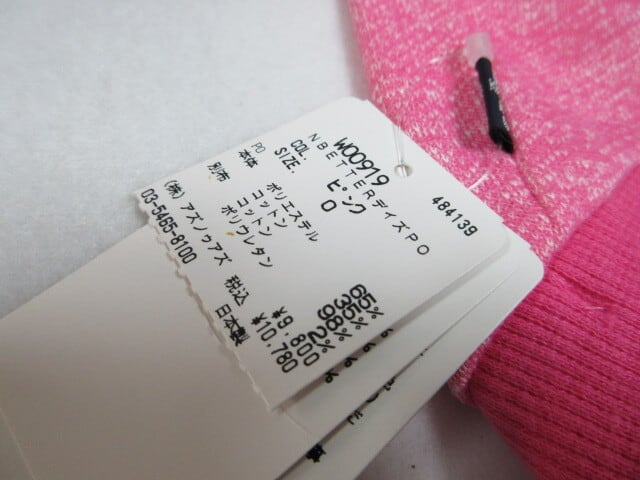 484139
W00919
NBETTERデイズPO
COL. ピンク
SIZE. 0
PO
本体 ポリエステル 65%
コットン 35%
別布 コットン 98%
ポリウレタン 2%
¥9,800
税込 ¥10,780
(株)アズノゥアズ 日本製
03-5465-8100